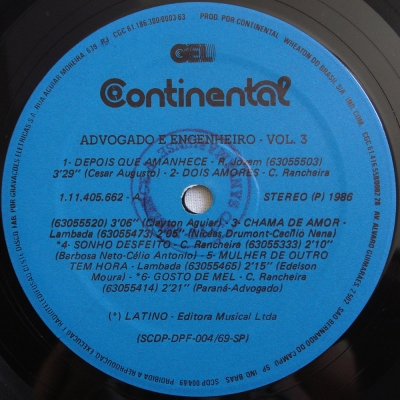 GEL
Continental
ADVOGADO E ENGENHEIRO - VOL. 3
1- DEPOIS QUE AMANHECE - R. Jovem (63055503)
3'29" (Cesar Augusto) - 2- DOIS AMORES - C. Rancheira
1.11.405.662 - A
STEREO (P) 1986
(63055520) 3'06" (Clayton Aguiar) - 3- CHAMA DE AMOR -
Lambada (63055473) 2'05" (Nicéas Drumont-Cecílio Nena)
*4- SONHO DESFEITO - C. Rancheira (63055333) 2'10"
(Barbosa Neto-Célio Antonio) - 5- MULHER DE OUTRO
TEM HORA - Lambada (63055465) 2'15" (Edelson
Moura) - *6- GOSTO DE MEL - C. Rancheira
(63055414) 2'21" (Paraná-Advogado)
(*) LATINO - Editora Musical Ltda
(SCDP-DPF-004/69-SP)